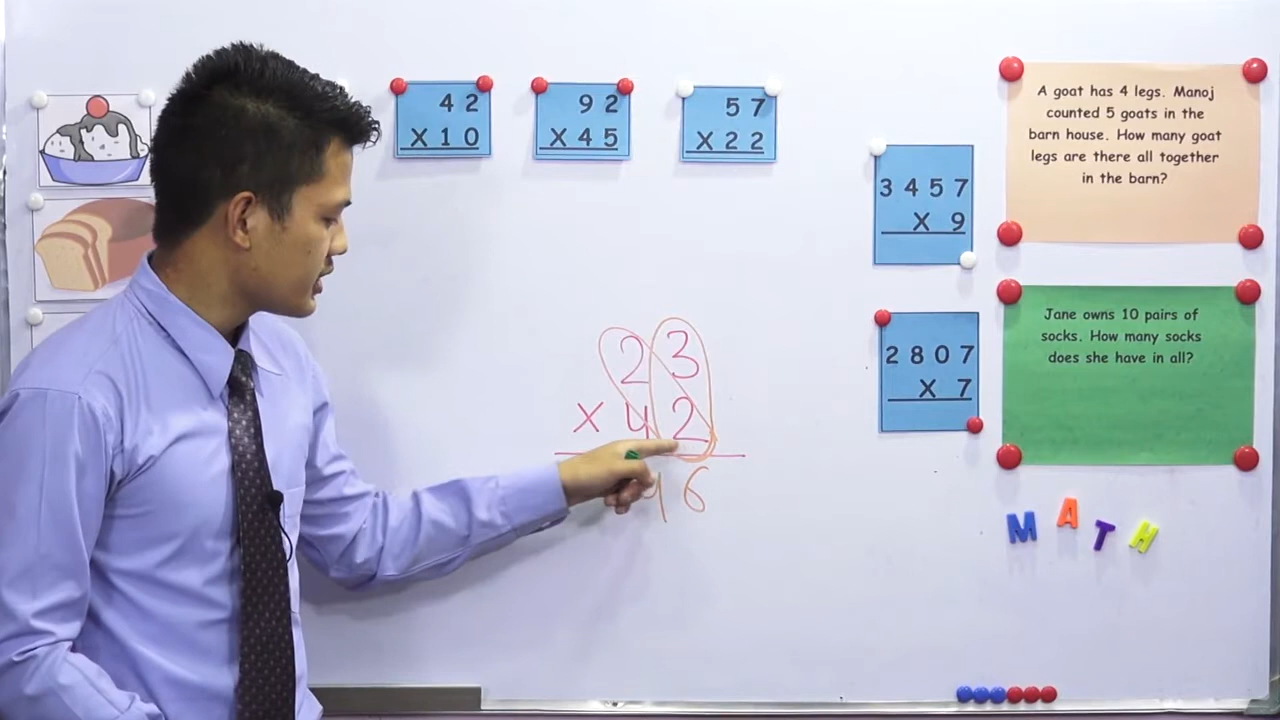 4 2
X 1 0
9 2
X 4 5
5 7
X 2 2
3 4 5 7
X 9
2 8 0 7
X 7
A goat has 4 legs. Manoj
counted 5 goats in the
barn house. How many goat
legs are there all together
in the barn?
Jane owns 10 pairs of
socks. How many socks
does she have in all?
2 3
x 4 2
4 6
MATH